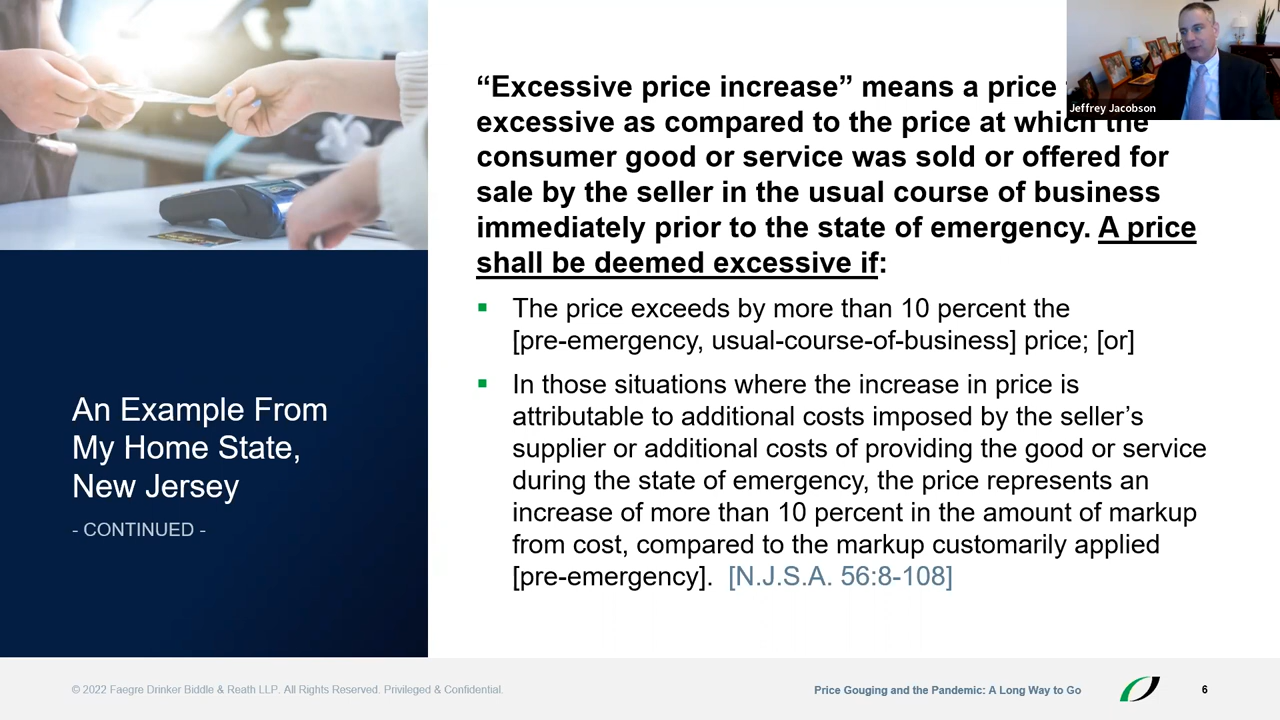 “Excessive price increase” means a price
excessive as compared to the price at which the
consumer good or service was sold or offered for
sale by the seller in the usual course of business
immediately prior to the state of emergency. A price
shall be deemed excessive if:
▪ The price exceeds by more than 10 percent the
[pre-emergency, usual-course-of-business] price; [or]
▪ In those situations where the increase in price is
attributable to additional costs imposed by the seller’s
supplier or additional costs of providing the good or service
during the state of emergency, the price represents an
increase of more than 10 percent in the amount of markup
from cost, compared to the markup customarily applied
[pre-emergency]. [N.J.S.A. 56:8-108]
Jeffrey Jacobson
An Example From
My Home State,
New Jersey
- CONTINUED -
© 2022 Faegre Drinker Biddle & Reath LLP. All Rights Reserved. Privileged & Confidential.
Price Gouging and the Pandemic: A Long Way to Go
6